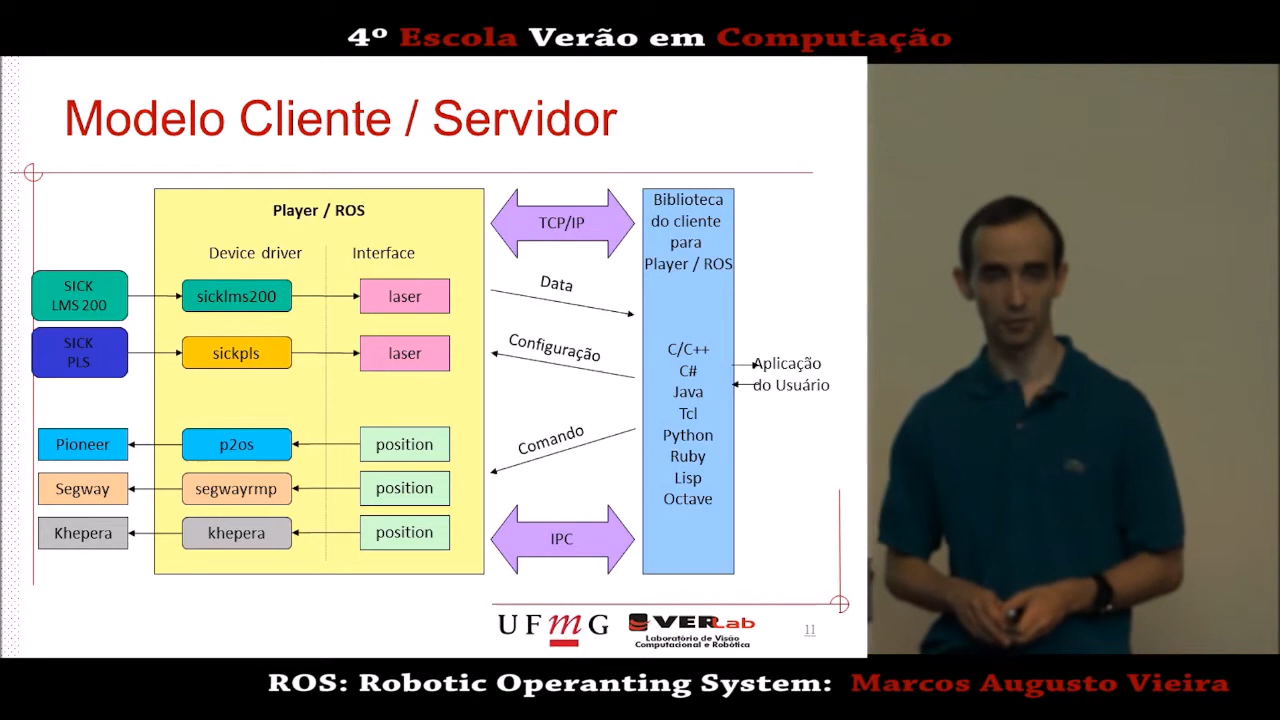 4º Escola Verão em Computação
Modelo Cliente / Servidor
Player / ROS
Device driver
Interface
SICK
LMS 200
sicklms200
laser
SICK
PLS
sickpls
laser
Pioneer
p2os
position
Segway
segwayrmp
position
Khepera
khepera
position
TCP/IP
Data
Configuração
Comando
IPC
Biblioteca
do cliente
para
Player / ROS
C/C++
C#
Java
Tcl
Python
Ruby
Lisp
Octave
Aplicação
do Usuário
UFmG
VERLab
Laboratório de Visão
Computacional e Robótica
11
ROS: Robotic Operanting System: Marcos Augusto Vieira